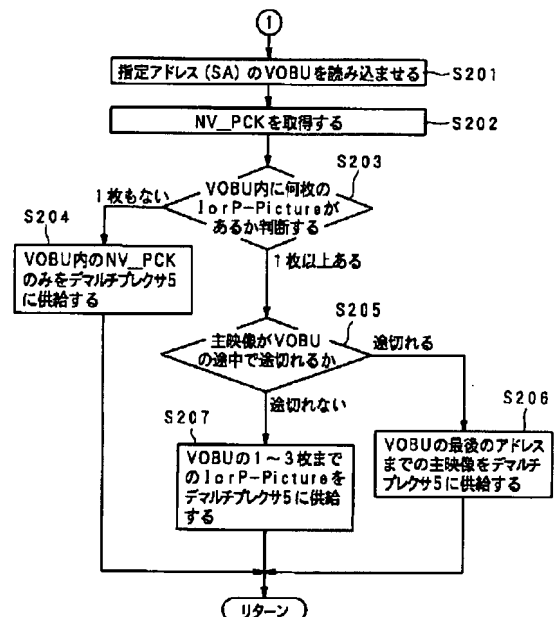 1
指定アドレス(SA)のVOBUを読み込ませる
S201
NV_PCKを取得する
S202
S203
VOBU内に何枚の
IorP-Pictureが
あるか判断する
1枚もない
1枚以上ある
S204
VOBU内のNV_PCK
のみをデマルチプレクサ5
に供給する
S205
主映像がVOBU
の途中で途切れるか
途切れる
途切れない
S206
VOBUの最後のアドレス
までの主映像をデマルチ
プレクサ5に供給する
S207
VOBUの1~3枚まで
のIorP-Pictureを
デマルチプレクサ5に供給
する
リターン